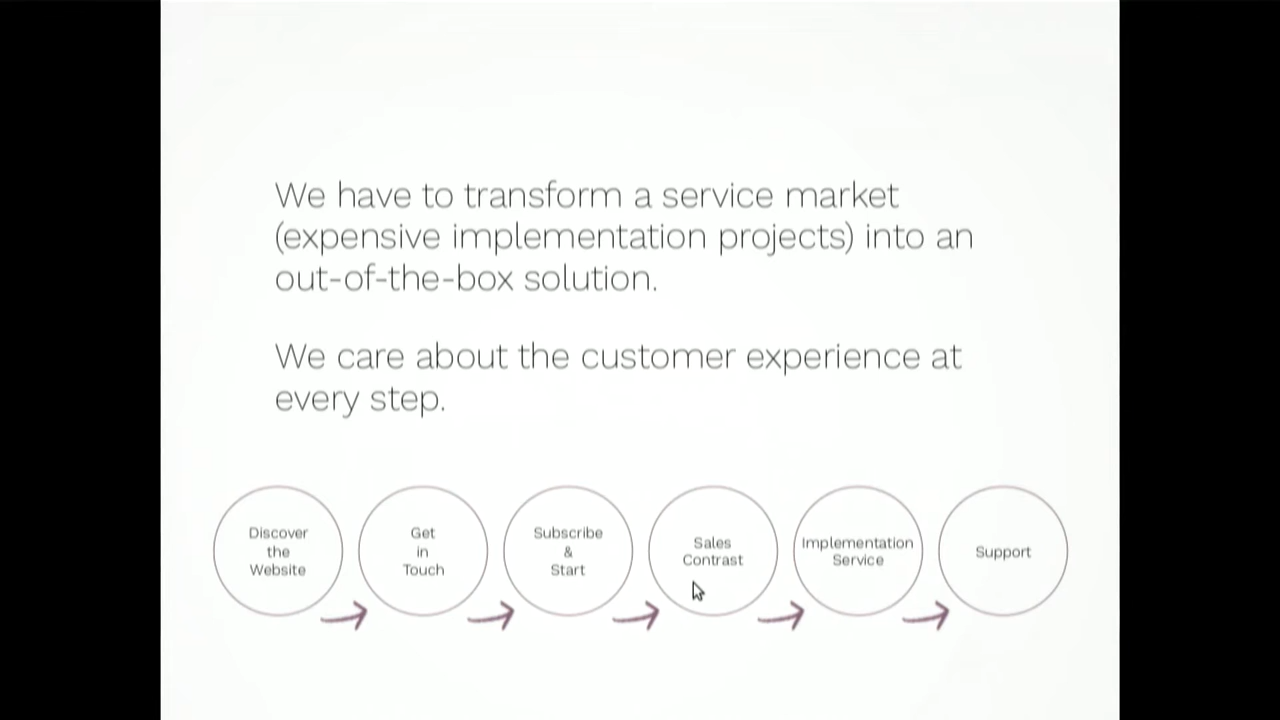 We have to transform a service market
(expensive implementation projects) into an
out-of-the-box solution.
We care about the customer experience at
every step.
Discover
the
Website
Get
in
Touch
Subscribe
&
Start
Sales
Contrast
Implementation
Service
Support